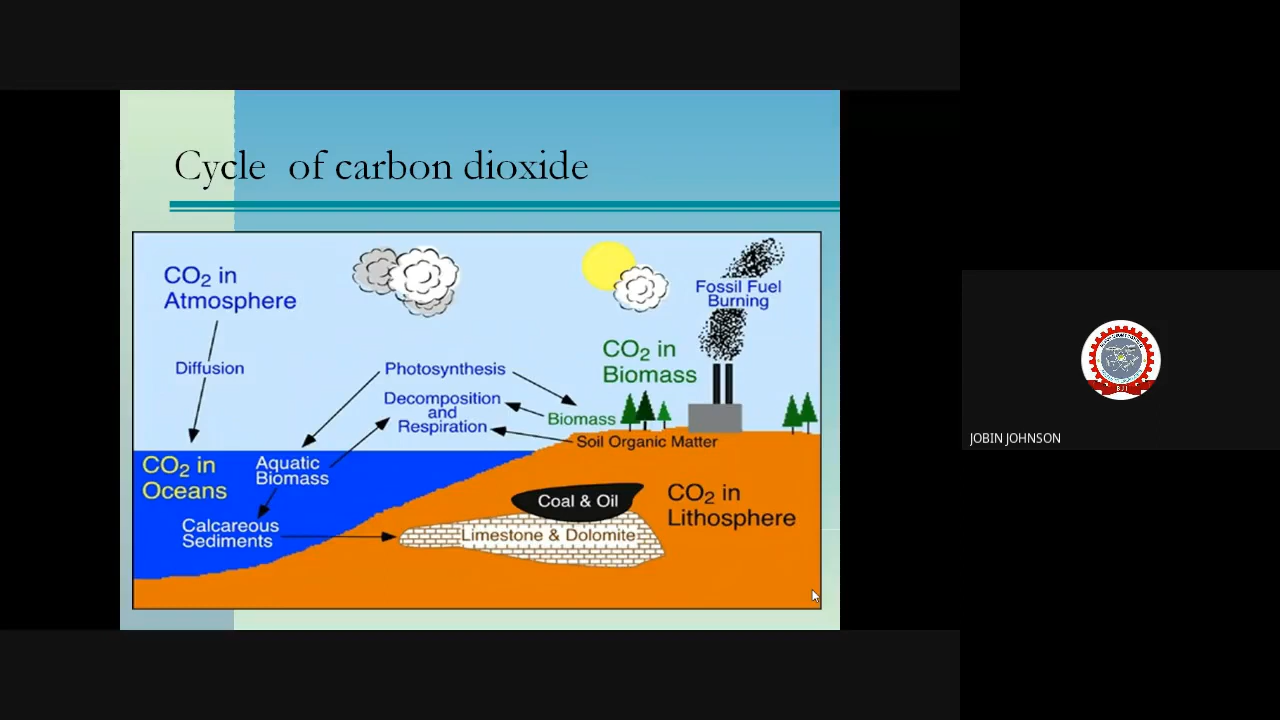 Cycle of carbon dioxide
CO2 in
Atmosphere
Diffusion
Fossil Fuel
Burning
CO2 in
Biomass
Photosynthesis
Decomposition
and
Respiration
Biomass
Soil Organic Matter
CO2 in
Oceans
Aquatic
Biomass
Calcareous
Sediments
Coal & Oil
Limestone & Dolomite
CO2 in
Lithosphere
BJI
JOBIN JOHNSON